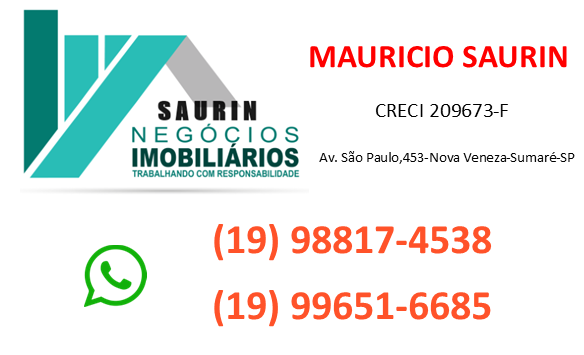 SAURIN
NEGÓCIOS
IMOBILIÁRIOS
TRABALHANDO COM RESPONSABILIDADE
MAURICIO SAURIN
CRECI 209673-F
Av. São Paulo,453-Nova Veneza-Sumaré-SP
(19) 98817-4538
(19) 99651-6685